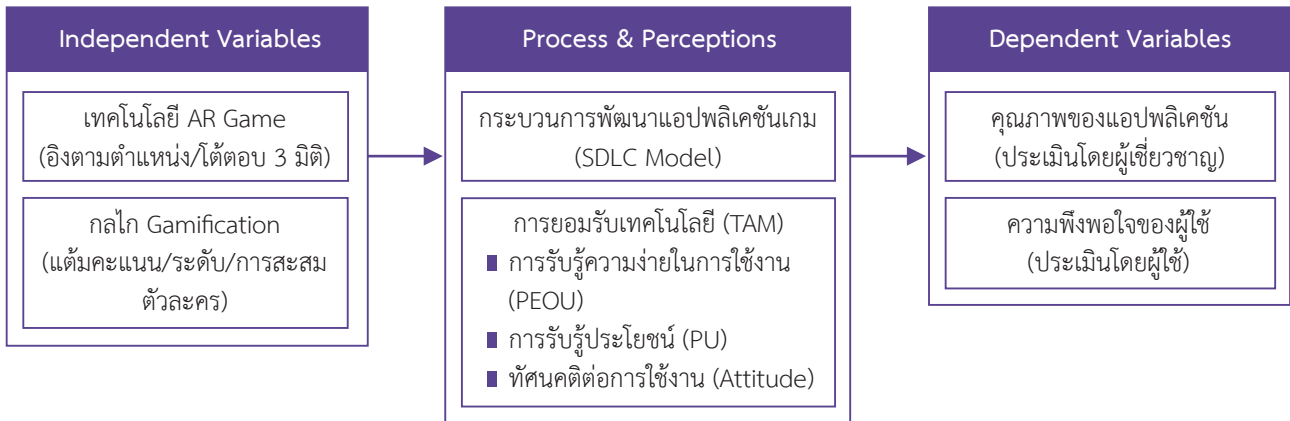 Independent Variables
เทคโนโลยี AR Game
(อิงตามตำแหน่ง/โต้ตอบ 3 มิติ)
กลไก Gamification
(แต้มคะแนน/ระดับ/การสะสม
ตัวละคร)
Process & Perceptions
กระบวนการพัฒนาแอปพลิเคชันเกม
(SDLC Model)
การยอมรับเทคโนโลยี (TAM)
การรับรู้ความง่ายในการใช้งาน
(PEOU)
การรับรู้ประโยชน์ (PU)
ทัศนคติต่อการใช้งาน (Attitude)
Dependent Variables
คุณภาพของแอปพลิเคชัน
(ประเมินโดยผู้เชี่ยวชาญ)
ความพึงพอใจของผู้ใช้
(ประเมินโดยผู้ใช้)